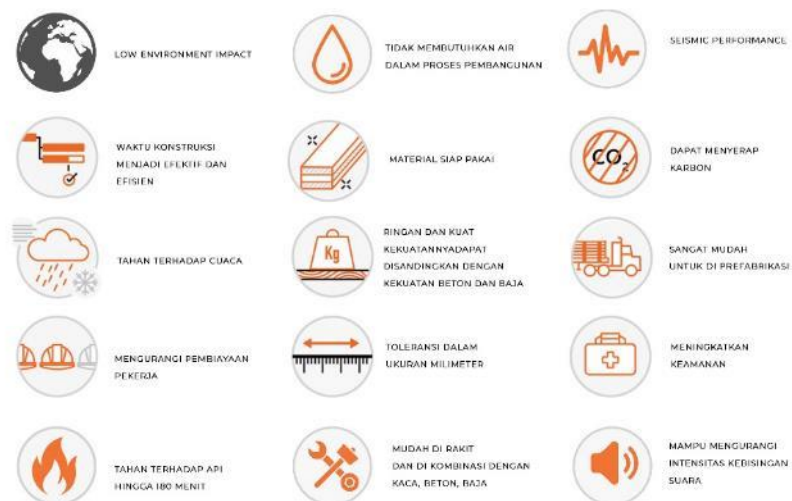 LOW ENVIRONMENT IMPACT
TIDAK MEMBUTUHKAN AIR
DALAM PROSES PEMBANGUNAN
SEISMIC PERFORMANCE
WAKTU KONSTRUKSI
MENJADI EFEKTIF DAN
EFISIEN
MATERIAL SIAP PAKAI
CO2
DAPAT MENYERAP
KARBON
TAHAN TERHADAP CUACA
Kg
RINGAN DAN KUAT
KEKUATANNYADAPAT
DISANDINGKAN DENGAN
KEKUATAN BETON DAN BAJA
SANGAT MUDAH
UNTUK DI PREFABRIKASI
MENGURANGI PEMBIAYAAN
PEKERJA
TOLERANSI DALAM
UKURAN MILIMETER
MENINGKATKAN
KEAMANAN
TAHAN TERHADAP API
HINGGA 180 MENIT
MUDAH DI RAKIT
DAN DI KOMBINASI DENGAN
KACA, BETON, BAJA
MAMPU MENGURANGI
INTENSITAS KEBISINGAN
SUARA